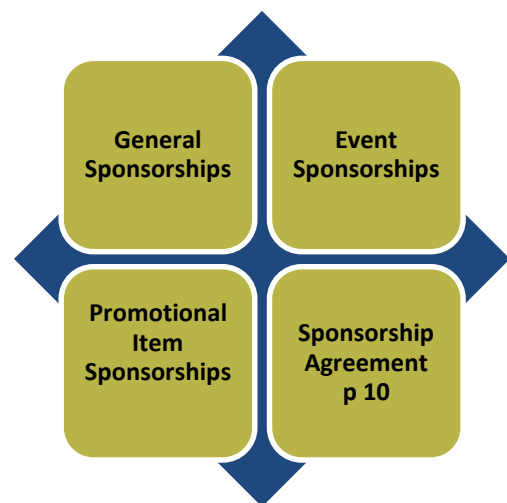 General
Sponsorships
Event
Sponsorships
Promotional
Item
Sponsorships
Sponsorship
Agreement
p 10